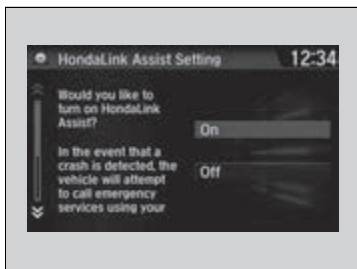 HondaLink Assist Setting
12:34
Would you like to
turn on HondaLink
Assist?
In the event that a
crash is detected, the
vehicle will attempt
to call emergency
services using your
On
Off